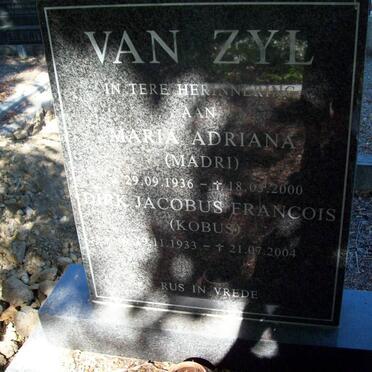 VAN ZYL
IN TERE HERINNERING
AAN
MARIA ADRIANA
(MADRI)
29.09.1936 – † 18.03.2000
DIRK JACOBUS FRANCOIS
(KOBUS)
.11.1933 – † 21.07.2004
RUS IN VREDE